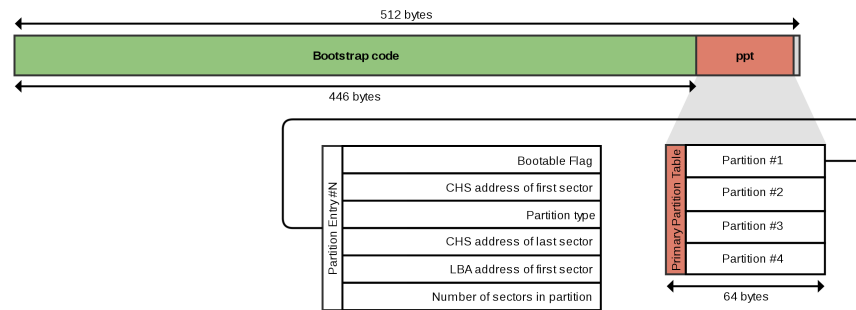 512 bytes
Bootstrap code
ppt
446 bytes
Partition Entry #N
Bootable Flag
CHS address of first sector
Partition type
CHS address of last sector
LBA address of first sector
Number of sectors in partition
Primary Partition Table
Partition #1
Partition #2
Partition #3
Partition #4
64 bytes